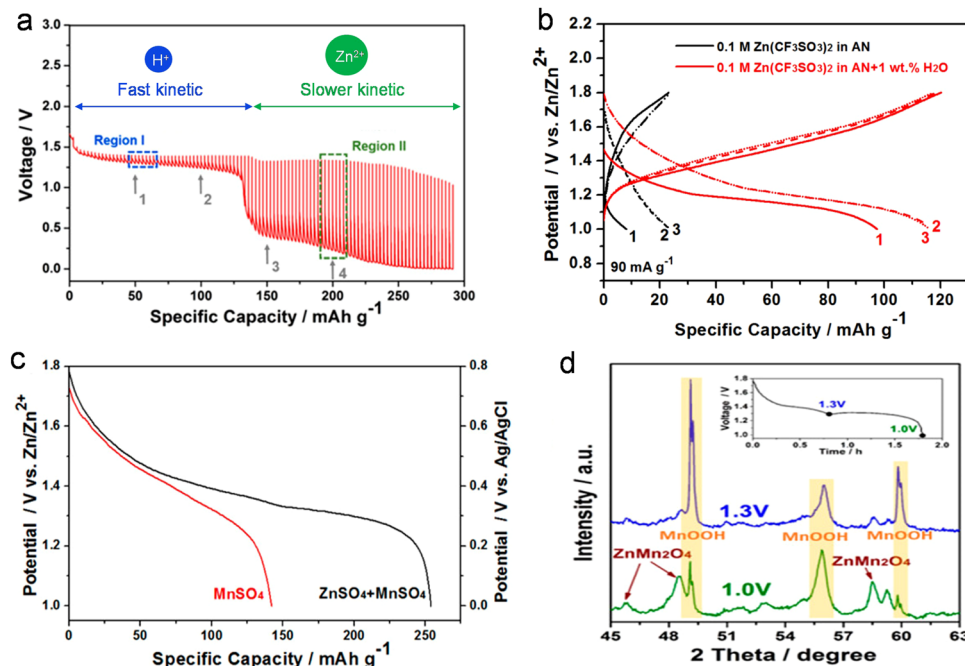 a
H⁺
Zn²⁺
Fast kinetic
Slower kinetic
Region I
Region II
1
2
3
4
Voltage / V
3.0
2.5
2.0
1.5
1.0
0.5
0.0
0 50 100 150 200 250 300
Specific Capacity / mAh g⁻¹
b
0.1 M Zn(CF₃SO₃)₂ in AN
0.1 M Zn(CF₃SO₃)₂ in AN+1 wt.% H₂O
Potential / V vs. Zn/Zn²⁺
2.0
1.8
1.6
1.4
1.2
1.0
0.8
90 mA g⁻¹
1
2 3
1
2
3
0 20 40 60 80 100 120
Specific Capacity / mAh g⁻¹
c
Potential / V vs. Zn/Zn²⁺
1.8
1.6
1.4
1.2
1.0
MnSO₄
ZnSO₄+MnSO₄
0.8
0.6
0.4
0.2
0.0
Potential / V vs. Ag/AgCl
0 50 100 150 200 250
Specific Capacity / mAh g⁻¹
d
Voltage / V
1.8
1.6
1.4
1.2
1.0
1.3V
1.0V
0.0 0.5 1.0 1.5 2.0
Time / h
Intensity / a.u.
1.3V
MnOOH
MnOOH
MnOOH
ZnMn₂O₄
ZnMn₂O₄
1.0V
45 48 51 54 57 60 63
2 Theta / degree